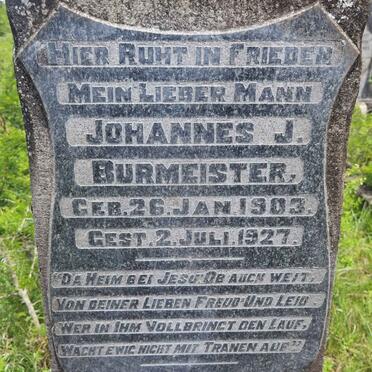 HIER RUHT IN FRIEDEN
MEIN LIEBER MANN
JOHANNES J.
BURMEISTER,
GEB. 26. JAN 1903.
GEST. 2. JULI. 1927.
"DA HEIM BEI JESU: OB AUCH WEIT.
VON DEINER LIEBEN FREUD UND LEID
WER IN IHM VOLLBRINGT DEN LAUF,
WACHT EWIG NICHT MIT TRANEN AUF"